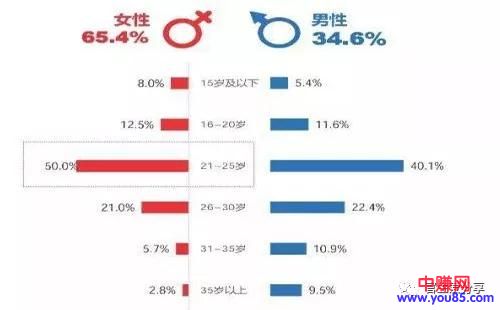 女性
65.4%
男性
34.6%
8.0% 15岁及以下 5.4%
12.5% 16-20岁 11.6%
50.0% 21-25岁 40.1%
21.0% 26-30岁 22.4%
5.7% 31-35岁 10.9%
2.8% 35岁以上 9.5%
中赚网
www.you85.com